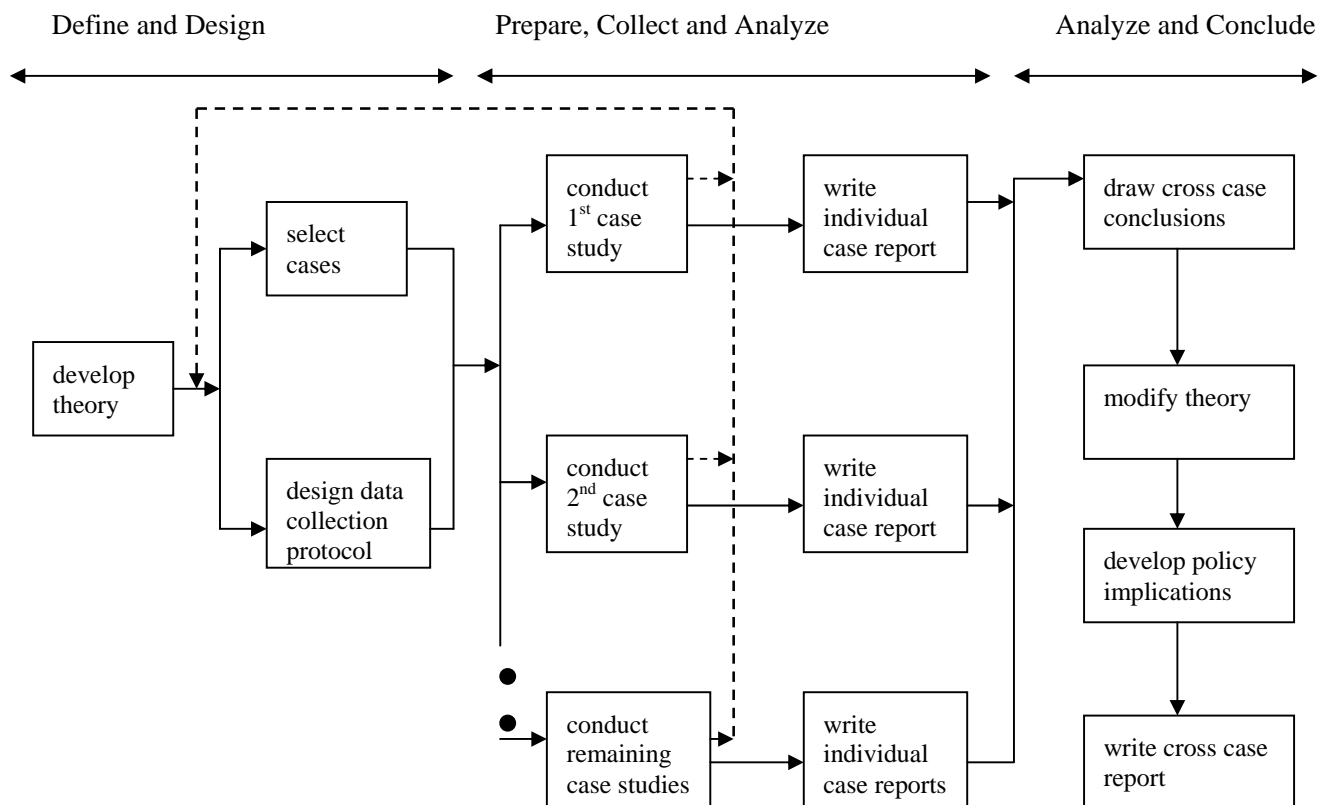 Define and Design
Prepare, Collect and Analyze
Analyze and Conclude
develop
theory
select
cases
design data
collection
protocol
conduct
1st case
study
write
individual
case report
conduct
2nd case
study
write
individual
case report
conduct
remaining
case studies
write
individual
case reports
draw cross case
conclusions
modify theory
develop policy
implications
write cross case
report